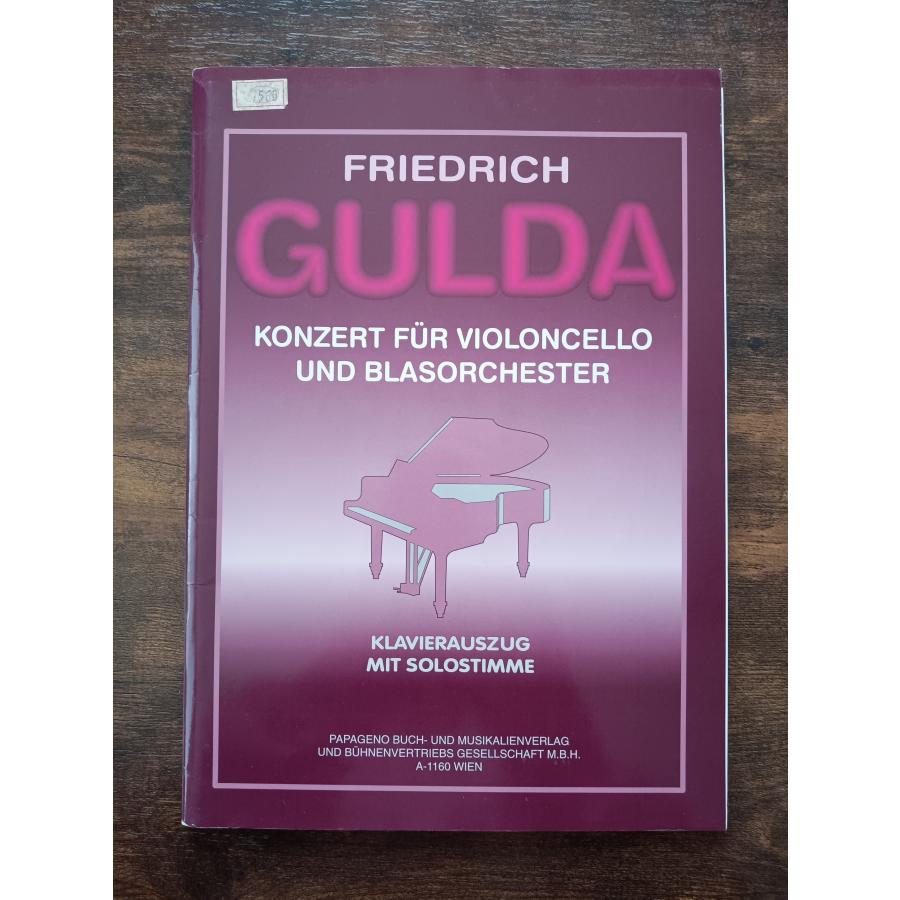 FRIEDRICH
GULDA
KONZERT FÜR VIOLONCELLO
UND BLASORCHESTER
KLAVIERAUSZUG
MIT SOLOSTIMME
PAPAGENO BUCH- UND MUSIKALIENVERLAG
UND BÜHNENVERTRIEBS GESELLSCHAFT M.B.H.
A-1160 WIEN